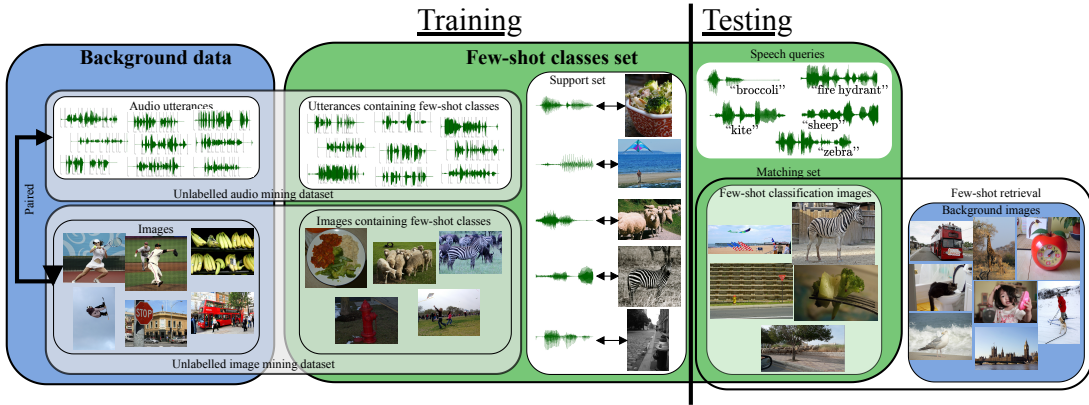 Training
Testing
Background data
Few-shot classes set
Speech queries
Audio utterances
Utterances containing few-shot classes
Support set
“broccoli”
“fire hydrant”
“kite”
“sheep”
“zebra”
Unlabelled audio mining dataset
Paired
Matching set
Images
Images containing few-shot classes
Few-shot classification images
Few-shot retrieval
Background images
STOP
Unlabelled image mining dataset